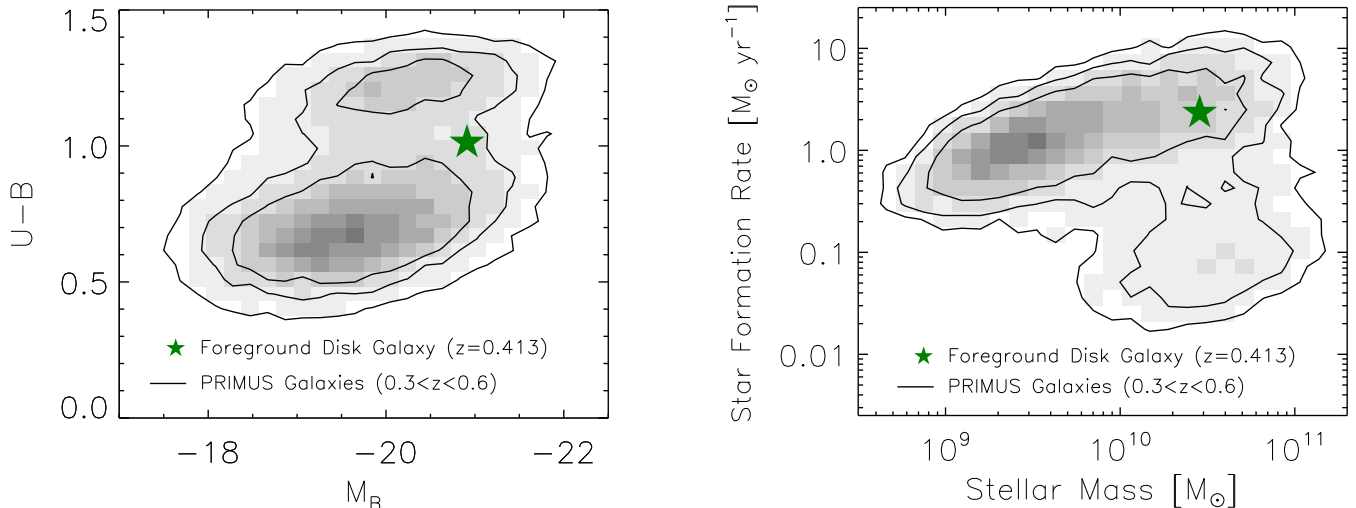 1.5
1.0
0.5
0.0
U−B
★ Foreground Disk Galaxy (z=0.413)
— PRIMUS Galaxies (0.3<z<0.6)
−18 −20 −22
M_B
Star Formation Rate [M⊙ yr⁻¹]
10
1.0
0.1
0.01
★ Foreground Disk Galaxy (z=0.413)
— PRIMUS Galaxies (0.3<z<0.6)
10⁹ 10¹⁰ 10¹¹
Stellar Mass [M⊙]